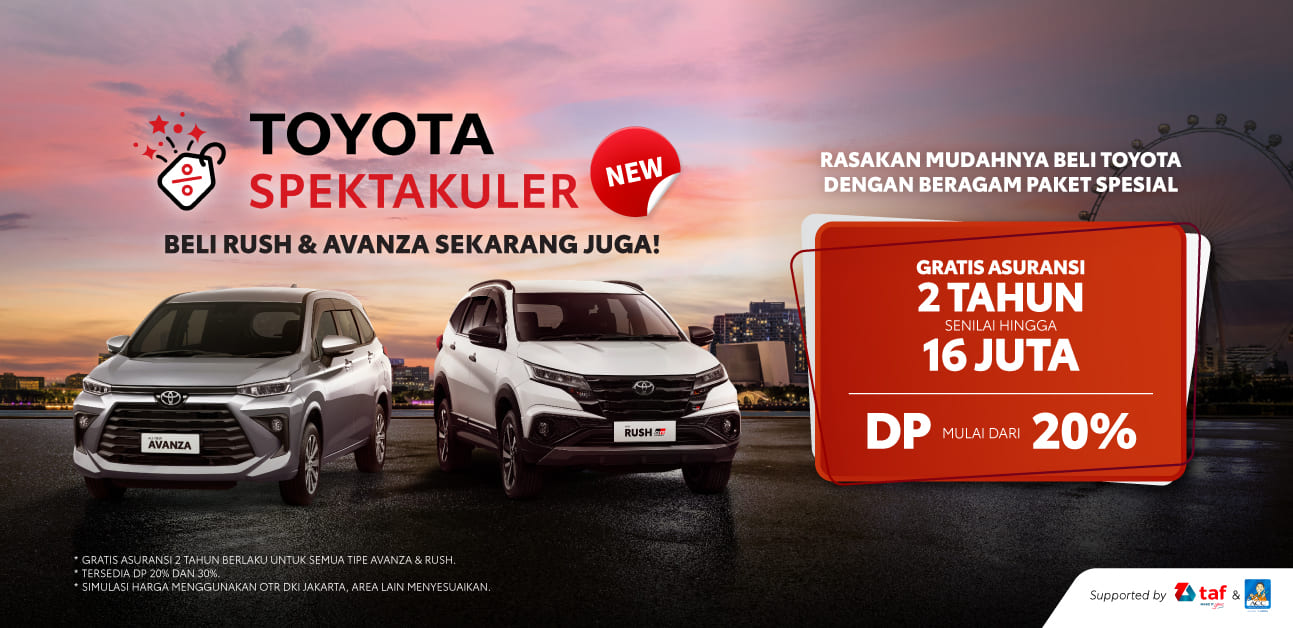 TOYOTA
SPEKTAKULER
NEW
BELI RUSH & AVANZA SEKARANG JUGA!
AVANZA
RUSH
RASAKAN MUDAHNYA BELI TOYOTA
DENGAN BERAGAM PAKET SPESIAL
GRATIS ASURANSI
2 TAHUN
SENILAI HINGGA
16 JUTA
DP MULAI DARI 20%
* GRATIS ASURANSI 2 TAHUN BERLAKU UNTUK SEMUA TIPE AVANZA & RUSH.
* TERSEDIA DP 20% DAN 30%.
* SIMULASI HARGA MENGGUNAKAN OTR DKI JAKARTA, AREA LAIN MENYESUAIKAN.
Supported by taf &